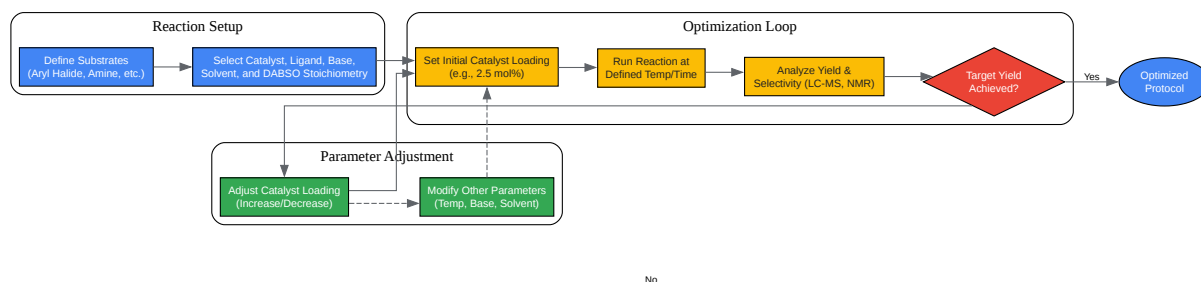 Reaction Setup
Define Substrates
(Aryl Halide, Amine, etc.)
Select Catalyst, Ligand, Base,
Solvent, and DABSO Stoichiometry
Optimization Loop
Set Initial Catalyst Loading
(e.g., 2.5 mol%)
Run Reaction at
Defined Temp/Time
Analyze Yield &
Selectivity (LC-MS, NMR)
Target Yield
Achieved?
Yes
Optimized
Protocol
Parameter Adjustment
Adjust Catalyst Loading
(Increase/Decrease)
Modify Other Parameters
(Temp, Base, Solvent)
No